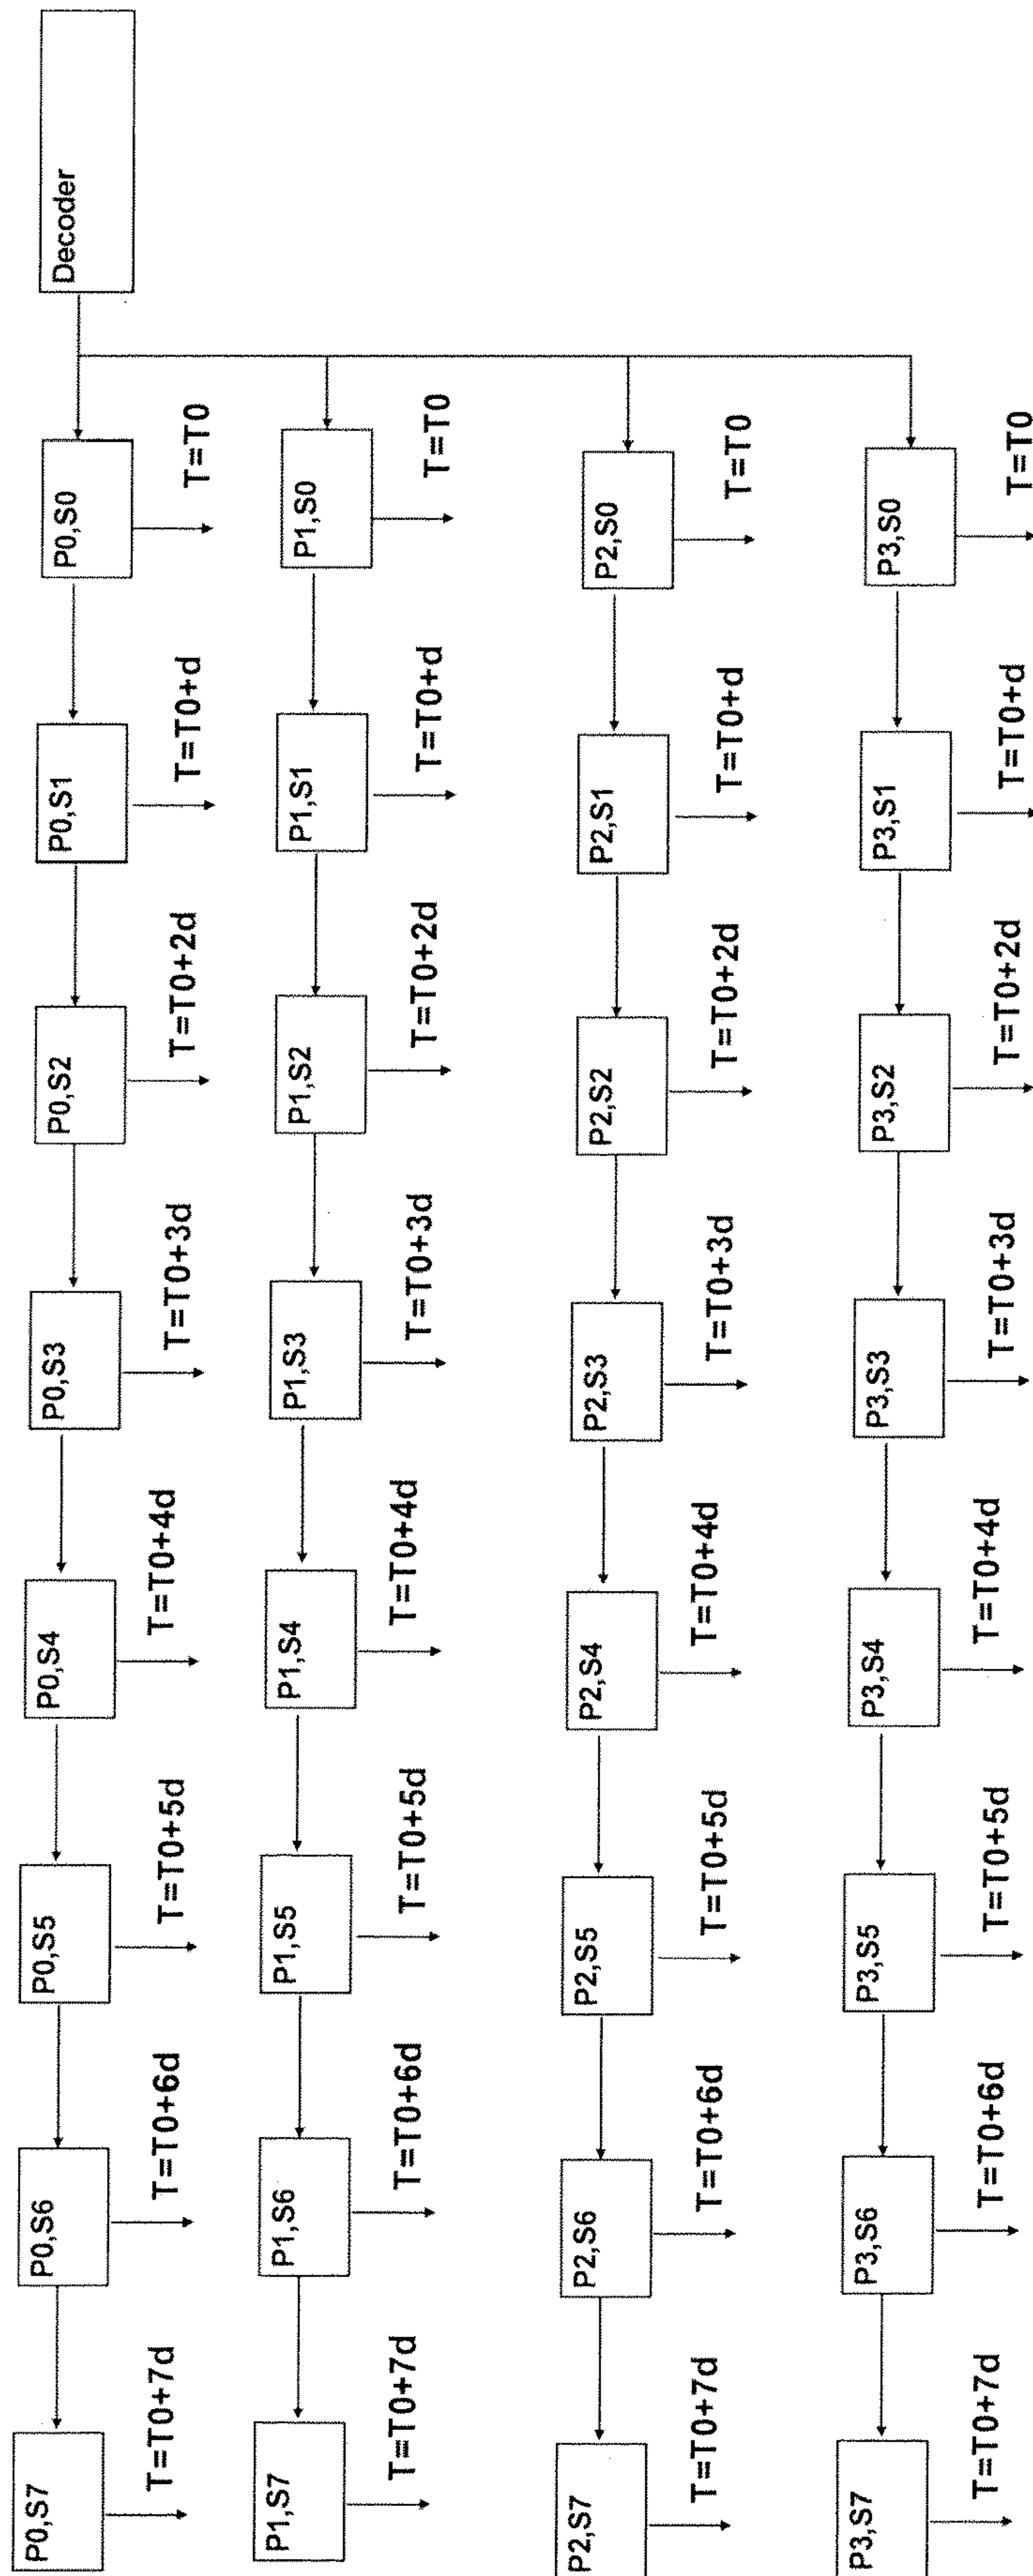 P0,S7
P0,S6
P0,S5
P0,S4
P0,S3
P0,S2
P0,S1
P0,S0
Decoder
T=T0+7d
T=T0+6d
T=T0+5d
T=T0+4d
T=T0+3d
T=T0+2d
T=T0+d
T=T0
P1,S7
P1,S6
P1,S5
P1,S4
P1,S3
P1,S2
P1,S1
P1,S0
T=T0+7d
T=T0+6d
T=T0+5d
T=T0+4d
T=T0+3d
T=T0+2d
T=T0+d
T=T0
P2,S7
P2,S6
P2,S5
P2,S4
P2,S3
P2,S2
P2,S1
P2,S0
T=T0+7d
T=T0+6d
T=T0+5d
T=T0+4d
T=T0+3d
T=T0+2d
T=T0+d
T=T0
P3,S7
P3,S6
P3,S5
P3,S4
P3,S3
P3,S2
P3,S1
P3,S0
T=T0+7d
T=T0+6d
T=T0+5d
T=T0+4d
T=T0+3d
T=T0+2d
T=T0+d
T=T0